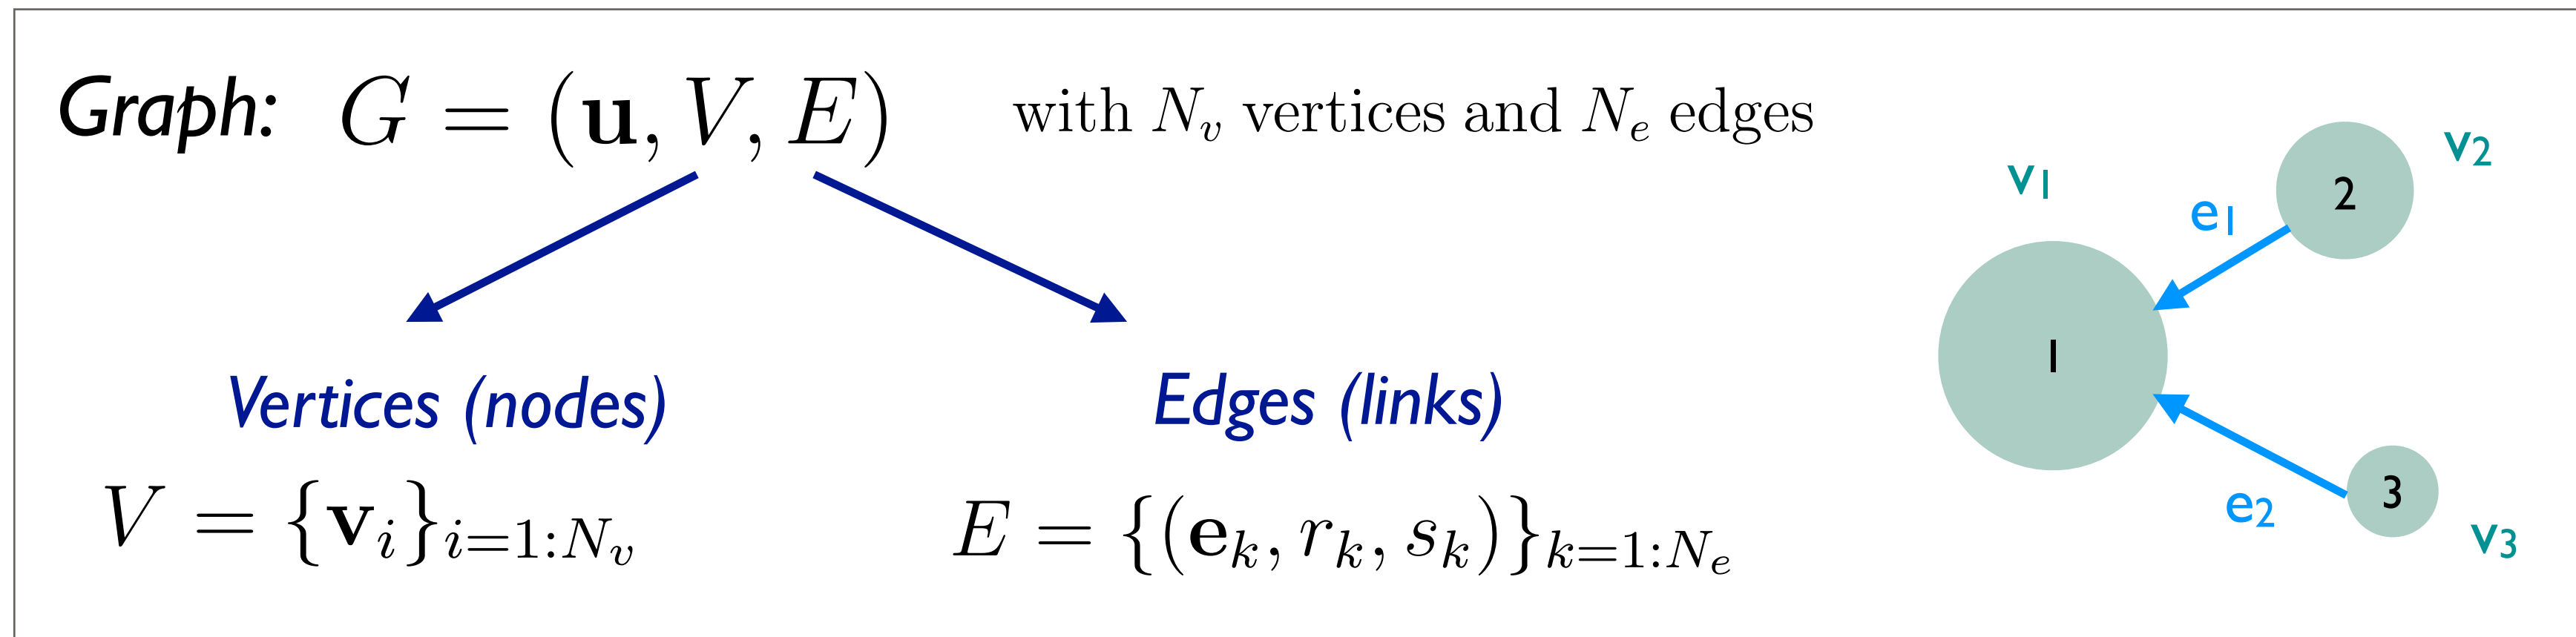 Graph: G = (u, V, E) with N_v vertices and N_e edges
Vertices (nodes)
V = {v_i}_{i=1:N_v}
Edges (links)
E = {(e_k, r_k, s_k)}_{k=1:N_e}
v1
v2
e1
2
1
e2
3
v3